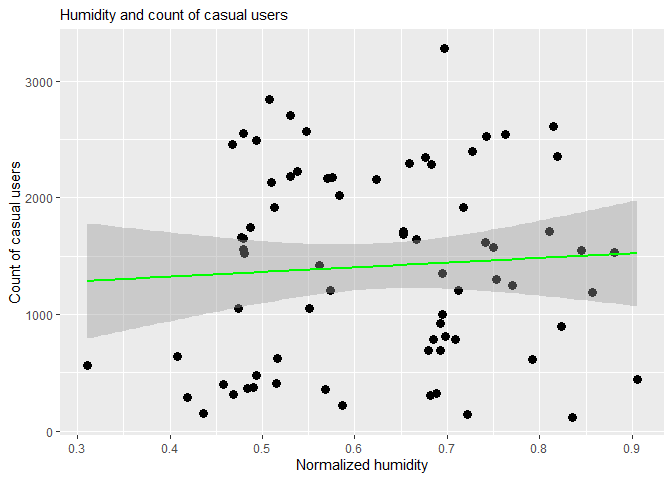 Humidity and count of casual users
Count of casual users
3000
2000
1000
0
0.3 0.4 0.5 0.6 0.7 0.8 0.9
Normalized humidity